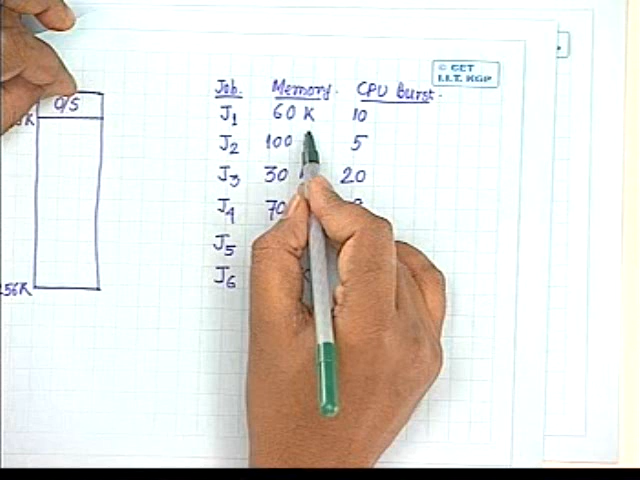 © CET
I.I.T. KGP
Job. Memory. CPU Burst.
O/S
J1 60 K 10
J2 100 5
J3 30 20
J4 70
J5
J6
56K